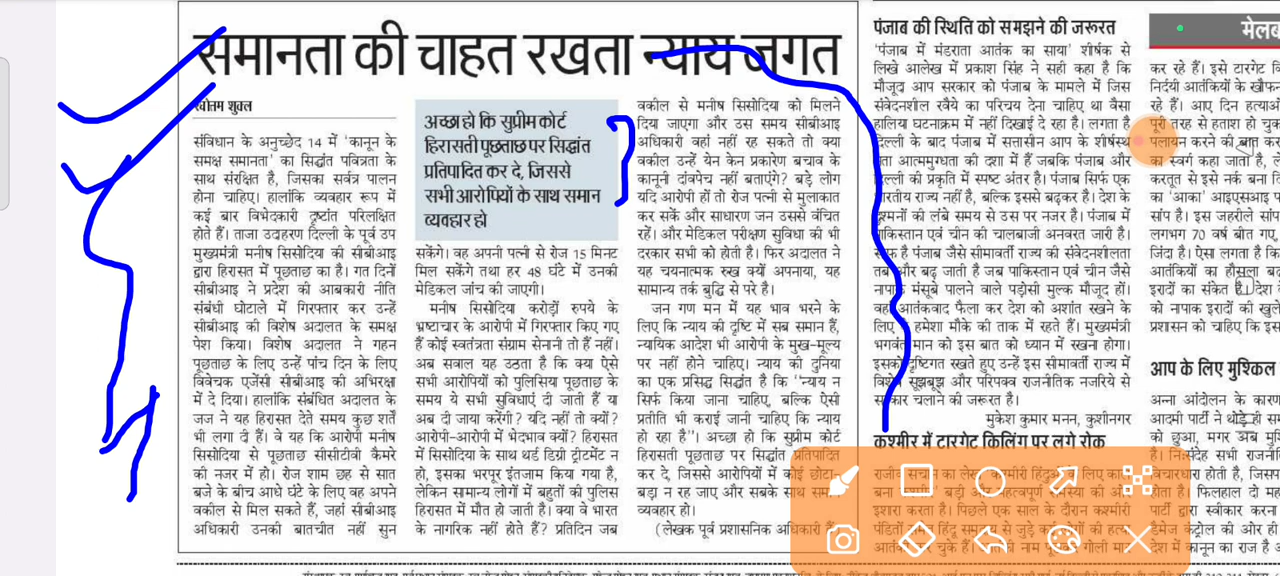 समानता की चाहत रखता न्याय जगत
शुक्ल
संविधान के अनुच्छेद 14 में 'कानून के
समक्ष समानता' का सिद्धांत पवित्रता के
साथ संरक्षित है, जिसका सर्वत्र पालन
होना चाहिए। हालांकि व्यवहार रूप में
कई बार विभेदकारी दृष्टांत परिलक्षित
होते हैं। ताजा उदाहरण दिल्ली के पूर्व उप
मुख्यमंत्री मनीष सिसोदिया की सीबीआइ
द्वारा हिरासत में पूछताछ का है। गत दिनों
सीबीआइ ने प्रदेश की आबकारी नीति
संबंधी घोटाले में गिरफ्तार कर उन्हें
सीबीआइ की विशेष अदालत के समक्ष
पेश किया। विशेष अदालत ने गहन
पूछताछ के लिए उन्हें पांच दिन के लिए
विवेचक एजेंसी सीबीआइ की अभिरक्षा
में दे दिया। हालांकि संबंधित अदालत के
जज ने यह हिरासत देते समय कुछ शर्तें
भी लगा दी हैं। वे यह कि आरोपी मनीष
सिसोदिया से पूछताछ सीसीटीवी कैमरे
की नजर में हो। रोज शाम छह से सात
बजे के बीच आधे घंटे के लिए वह अपने
वकील से मिल सकते हैं, जहां सीबीआइ
अधिकारी उनकी बातचीत नहीं सुन
अच्छा हो कि सुप्रीम कोर्ट
हिरासती पूछताछ पर सिद्धांत
प्रतिपादित कर दे, जिससे
सभी आरोपियों के साथ समान
व्यवहार हो
सकेंगे। वह अपनी पत्नी से रोज 15 मिनट
मिल सकेंगे तथा हर 48 घंटे में उनकी
मेडिकल जांच की जाएगी।
मनीष सिसोदिया करोड़ों रुपये के
भ्रष्टाचार के आरोपी में गिरफ्तार किए गए
हैं कोई स्वतंत्रता संग्राम सेनानी तो हैं नहीं।
अब सवाल यह उठता है कि क्या ऐसे
सभी आरोपियों को पुलिसिया पूछताछ के
समय ये सभी सुविधाएं दी जाती हैं या
अब दी जाया करेंगी? यदि नहीं तो क्यों?
आरोपी-आरोपी में भेदभाव क्यों? हिरासत
में सिसोदिया के साथ थर्ड डिग्री ट्रीटमेंट न
हो, इसका भरपूर इंतजाम किया गया है,
लेकिन सामान्य लोगों में बहुतों की पुलिस
हिरासत में मौत हो जाती है। क्या वे भारत
के नागरिक नहीं होते हैं? प्रतिदिन जब
वकील से मनीष सिसोदिया को मिलने
दिया जाएगा और उस समय सीबीआइ
अधिकारी वहां नहीं रह सकते तो क्या
वकील उन्हें येन केन प्रकारेण बचाव के
कानूनी दांवपेच नहीं बताएंगे? बड़े लोग
यदि आरोपी हों तो रोज पत्नी से मुलाकात
कर सकें और साधारण जन उससे वंचित
रहें। और मेडिकल परीक्षण सुविधा की भी
दरकार सभी को होती है। फिर अदालत ने
यह चयनात्मक रुख क्यों अपनाया, यह
सामान्य तर्क बुद्धि से परे है।
जन गण मन में यह भाव भरने के
लिए कि न्याय की दृष्टि में सब समान हैं,
न्यायिक आदेश भी आरोपी के मुख-मूल्य
पर नहीं होने चाहिए। न्याय की दुनिया
का एक प्रसिद्ध सिद्धांत है कि ''न्याय न
सिर्फ किया जाना चाहिए, बल्कि ऐसी
प्रतीति भी कराई जानी चाहिए कि न्याय
हो रहा है''। अच्छा हो कि सुप्रीम कोर्ट
हिरासती पूछताछ पर सिद्धांत प्रतिपादित
कर दे, जिससे आरोपियों में कोई छोटा-
बड़ा न रह जाए और सबके साथ
व्यवहार हो।
(लेखक पूर्व प्रशासनिक अधिकारी हैं)
पंजाब की स्थिति को समझने की जरूरत
'पंजाब में मंडराता आतंक का साया' शीर्षक से
लिखे आलेख में प्रकाश सिंह ने सही कहा है कि
मौजूदा आप सरकार को पंजाब के मामले में जिस
संवेदनशील रवैये का परिचय देना चाहिए था वैसा
हालिया घटनाक्रम में नहीं दिखाई दे रहा है। लगता है
दिल्ली के बाद पंजाब में सत्तासीन आप के शीर्षस्थ
आत्ममुग्धता की दशा में हैं जबकि पंजाब और
दिल्ली की प्रकृति में स्पष्ट अंतर है। पंजाब सिर्फ एक
भारतीय राज्य नहीं है, बल्कि इससे बढ़कर है। देश के
दुश्मनों की लंबे समय से उस पर नजर है। पंजाब में
पाकिस्तान एवं चीन की चालबाजी अनवरत जारी है।
है पंजाब जैसे सीमावर्ती राज्य की संवेदनशीलता
तब और बढ़ जाती है जब पाकिस्तान एवं चीन जैसे
मंसूबे पालने वाले पड़ोसी मुल्क मौजूद हों।
आतंकवाद फैला कर देश को अशांत रखने के
लिए हमेशा मौके की ताक में रहते हैं। मुख्यमंत्री
भगवंत मान को इस बात को ध्यान में रखना होगा।
दृष्टिगत रखते हुए उन्हें इस सीमावर्ती राज्य में
सूझबूझ और परिपक्व राजनीतिक नजरिये से
सरकार चलाने की जरूरत है।
मुकेश कुमार मनन, कुशीनगर
कश्मीर में टारगेट किलिंग पर लगे रोक
मेलब
कर रहे हैं। इसे टारगेट
निर्दयी आतंकियों के
रहे हैं। आए दिन
पूरी तरह से हताश हो
पलायन करने की बात कर
का स्वर्ग कहा जाता है,
करतूत से इसे नर्क बना
का 'आका' आइएसआइ
सांप है। इस जहरीले सांप
लगभग 70 वर्ष बीत गए,
जिंदा है। ऐसा लगता है
आतंकियों का हौसला
इरादों का संकेत है। देश
को नापाक इरादों की
प्रशासन को चाहिए कि
आप के लिए मुश्किल
अन्ना आंदोलन के
आदमी पार्टी ने थोड़े ही
को छुआ, मगर अब
है। निःसंदेह सभी